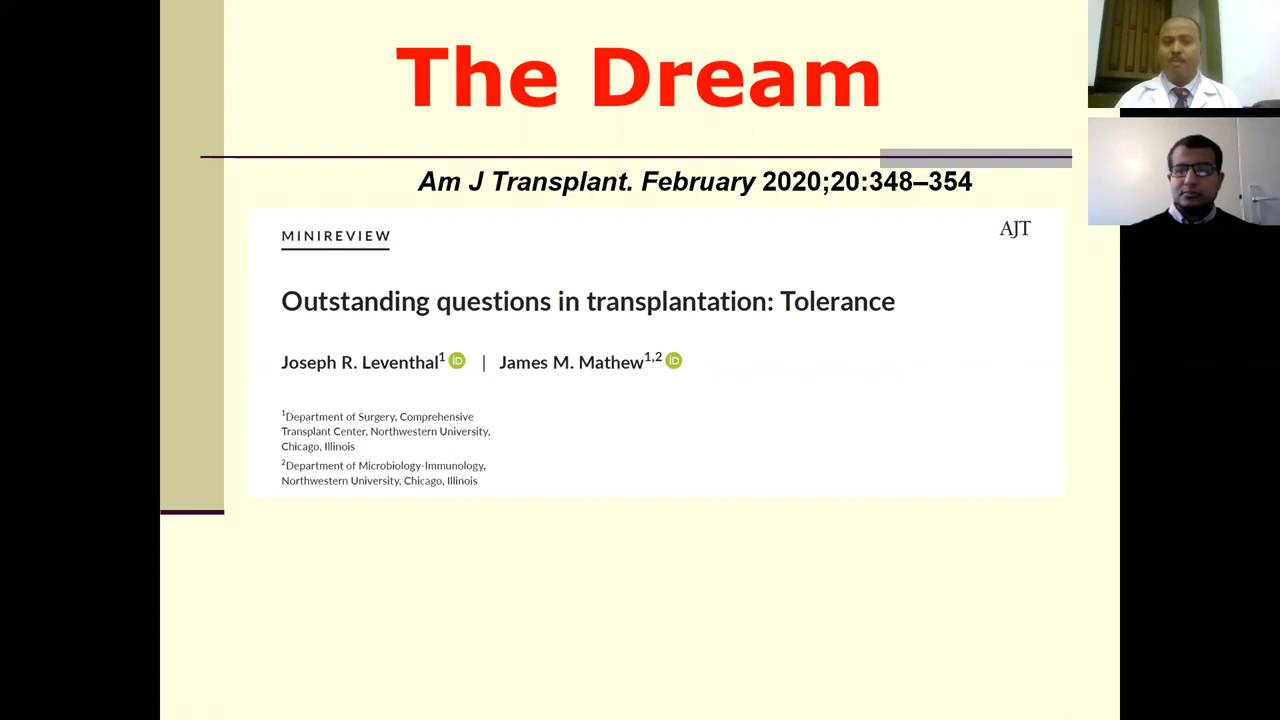 The Dream
Am J Transplant. February 2020;20:348–354
MINIREVIEW
AJT
Outstanding questions in transplantation: Tolerance
Joseph R. Leventhal1 iD | James M. Mathew1,2 iD
1Department of Surgery, Comprehensive
Transplant Center, Northwestern University,
Chicago, Illinois
2Department of Microbiology-Immunology,
Northwestern University, Chicago, Illinois